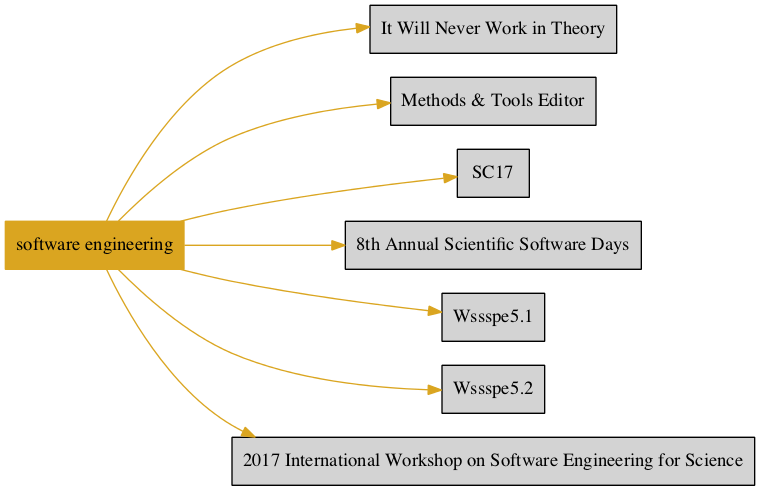 It Will Never Work in Theory
Methods & Tools Editor
SC17
software engineering
8th Annual Scientific Software Days
Wssspe5.1
Wssspe5.2
2017 International Workshop on Software Engineering for Science